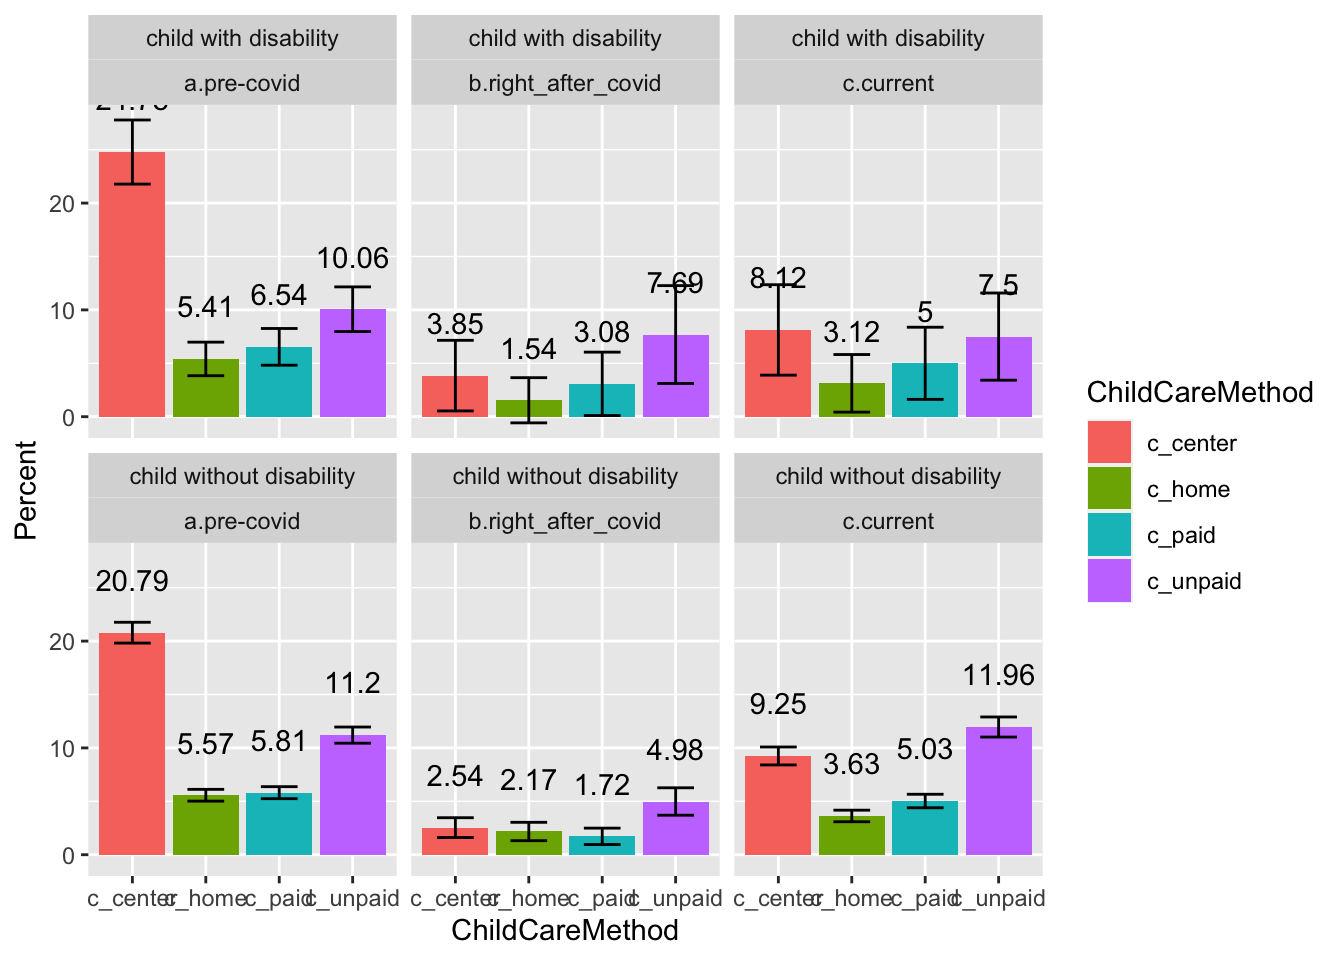 child with disability
child with disability
child with disability
a.pre-covid
b.right_after_covid
c.current
20
10
0
10.06
6.54
5.41
7.69
3.85
3.08
1.54
8.12
7.5
5
3.12
Percent
child without disability
child without disability
child without disability
a.pre-covid
b.right_after_covid
c.current
20
10
0
20.79
11.2
5.57
5.81
2.54
2.17
1.72
4.98
9.25
3.63
5.03
11.96
c_center
c_home
c_paid
c_unpaid
c_center
c_home
c_paid
c_unpaid
c_center
c_home
c_paid
c_unpaid
ChildCareMethod
ChildCareMethod
c_center
c_home
c_paid
c_unpaid